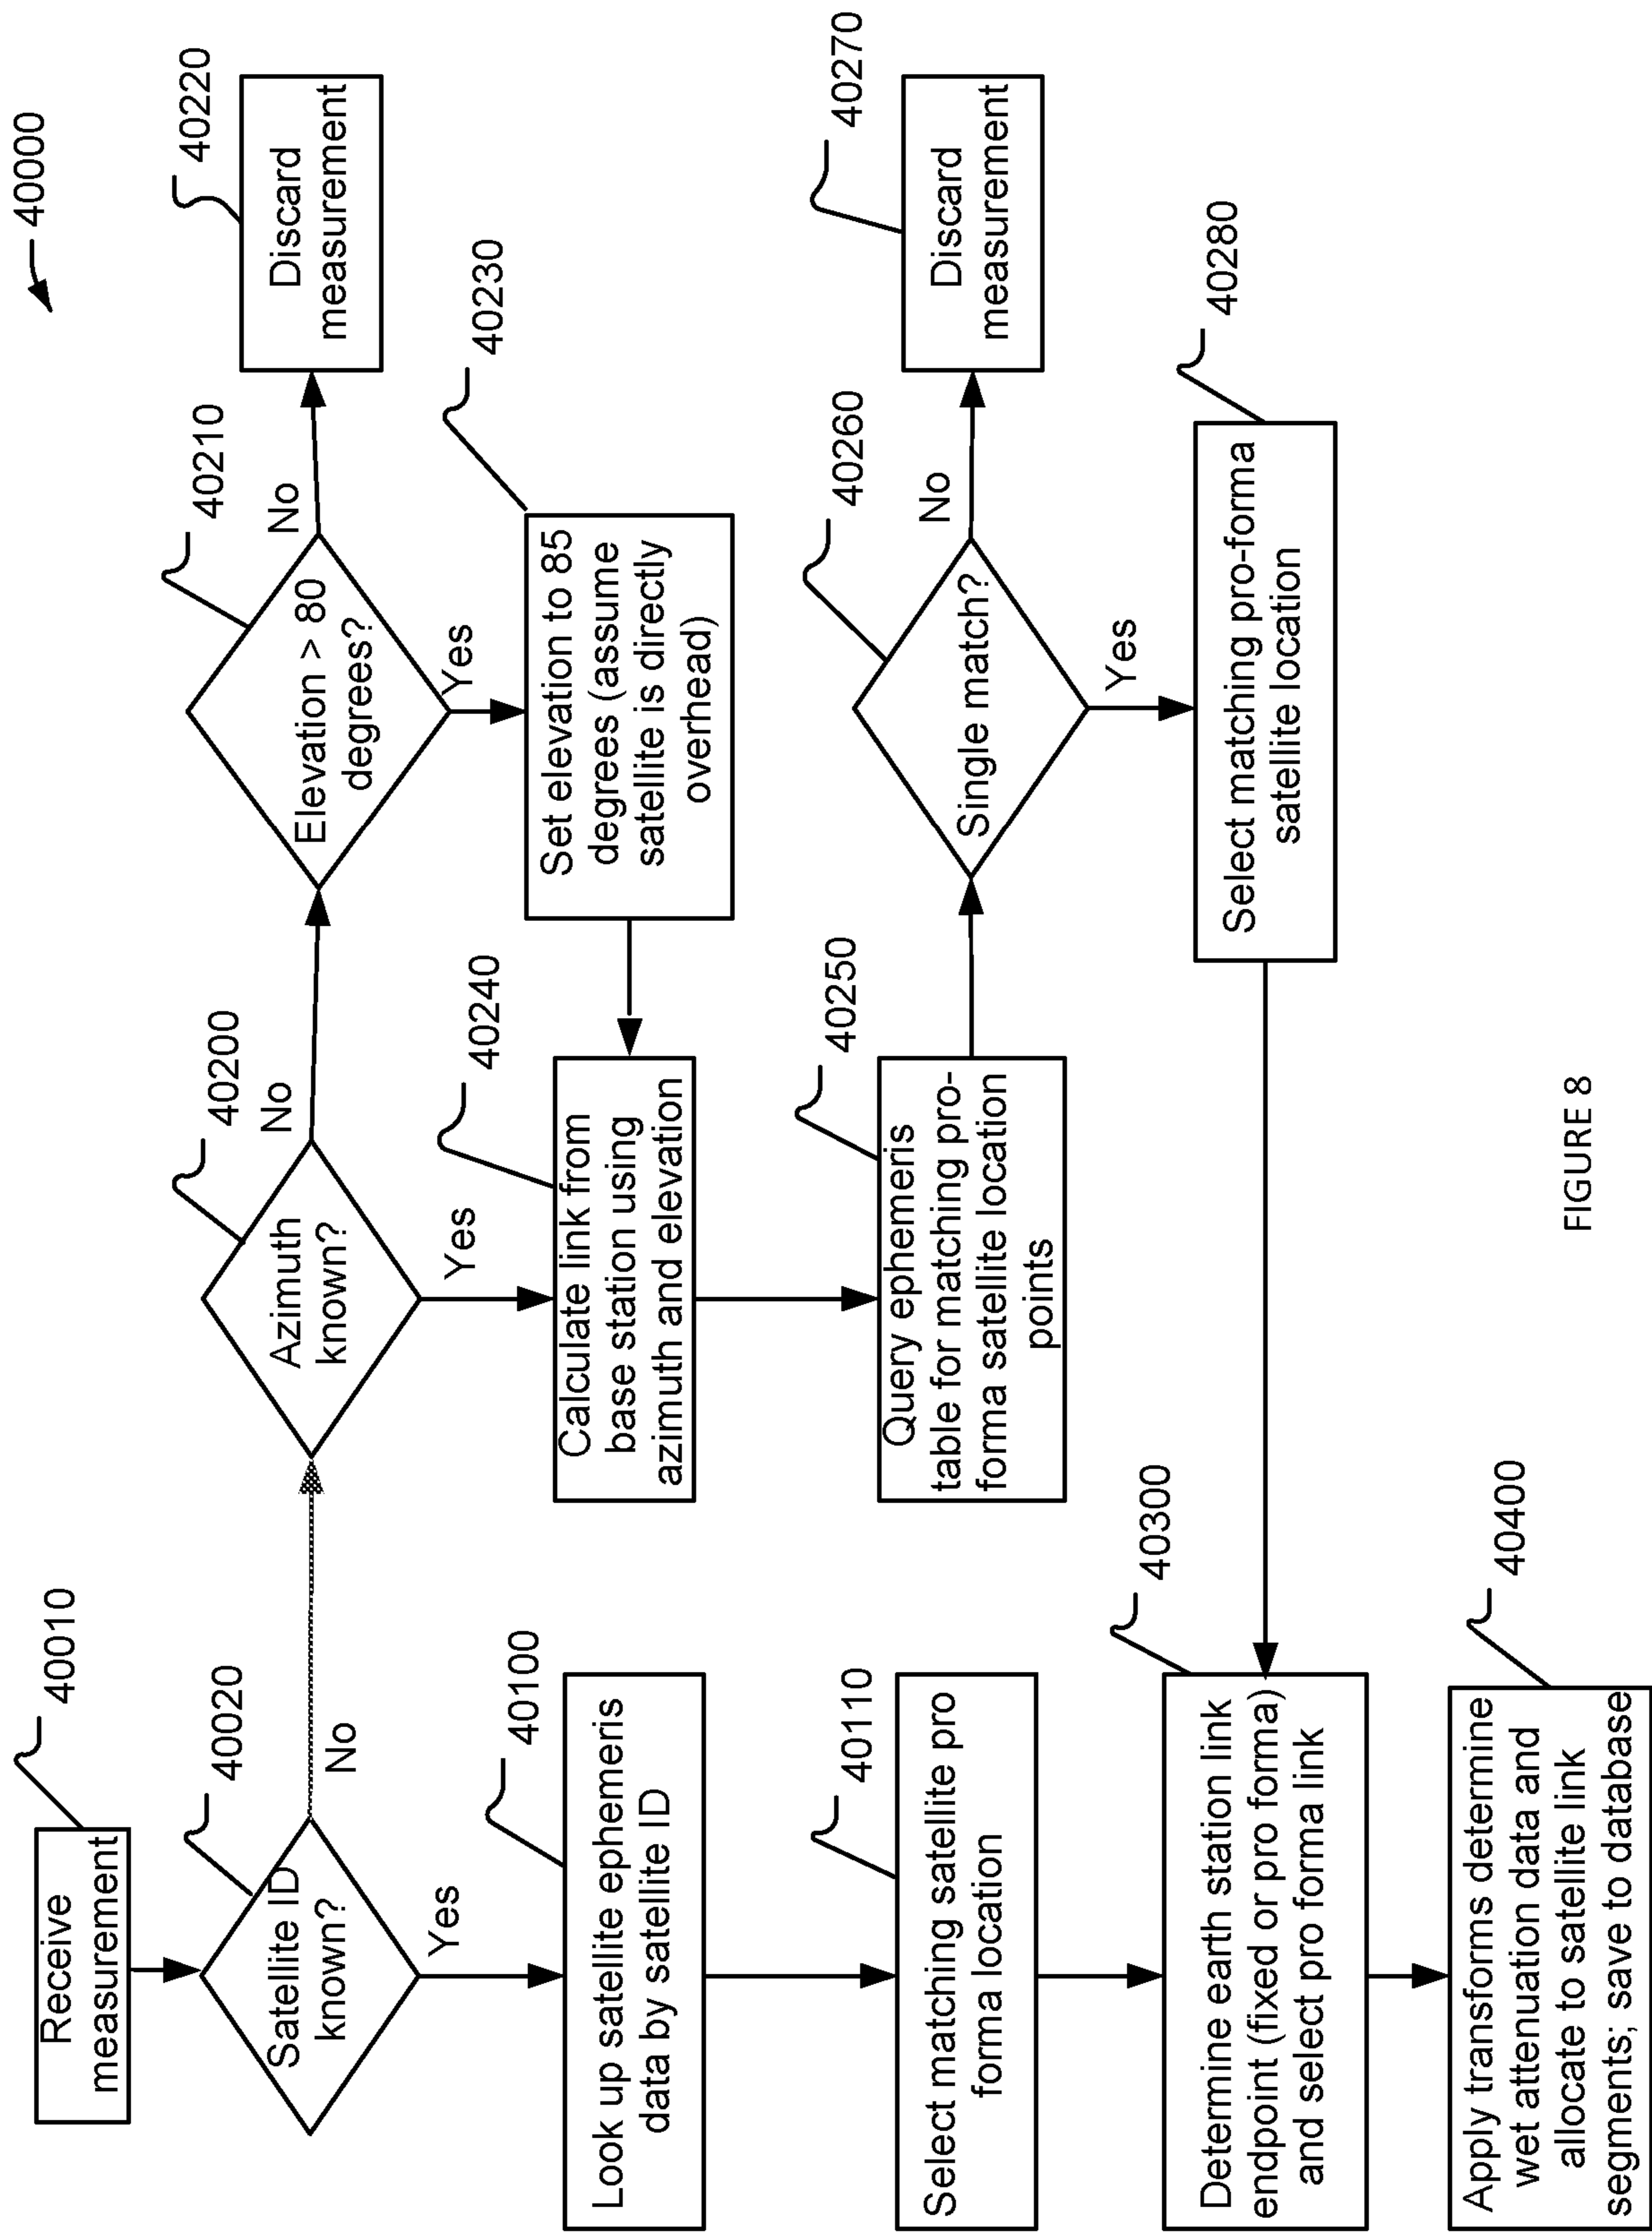 40000
40010
Receive
measurement
40020
Satellite ID
known?
No
Yes
40100
Look up satellite ephemeris
data by satellite ID
40110
Select matching satellite pro
forma location
40300
Determine earth station link
endpoint (fixed or pro forma)
and select pro forma link
40400
Apply transforms determine
wet attenuation data and
allocate to satellite link
segments; save to database
40200
Azimuth
known?
No
Yes
40210
Elevation > 80
degrees?
No
Yes
40220
Discard
measurement
40230
Set elevation to 85
degrees (assume
satellite is directly
overhead)
40240
Calculate link from
base station using
azimuth and elevation
40250
Query ephemeris
table for matching pro-
forma satellite location
points
40260
Single match?
No
Yes
40270
Discard
measurement
40280
Select matching pro-forma
satellite location
FIGURE 8